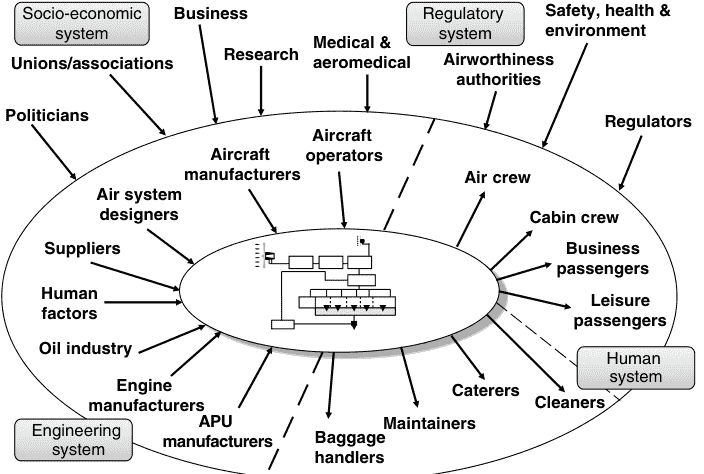 Socio-economic
system
Business
Regulatory
system
Safety, health &
environment
Unions/associations
Research
Medical &
aeromedical
Airworthiness
authorities
Politicians
Regulators
Aircraft
manufacturers
Aircraft
operators
Air crew
Air system
designers
Cabin crew
Suppliers
Business
passengers
Human
factors
Leisure
passengers
Oil industry
Human
system
Engine
manufacturers
Caterers
Cleaners
APU
manufacturers
Maintainers
Baggage
handlers
Engineering
system